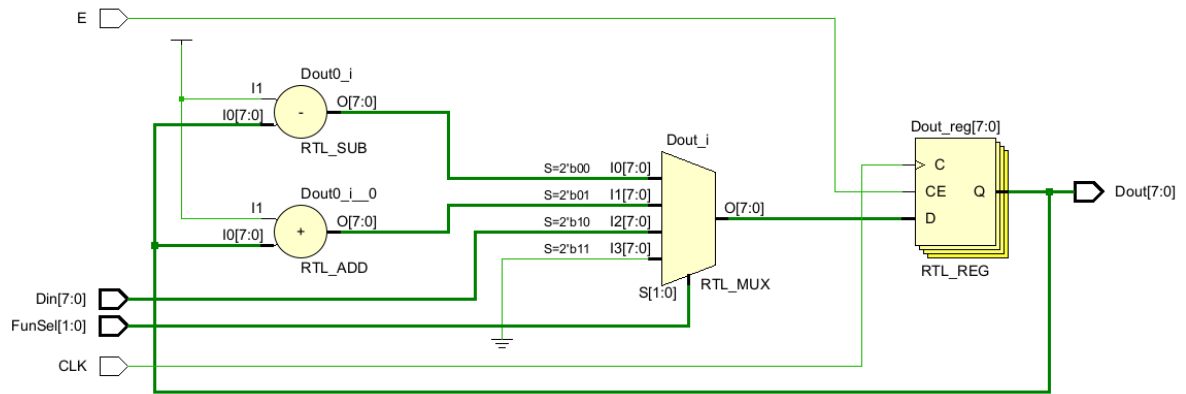 E
Dout0_i
I1
O[7:0]
I0[7:0]
-
RTL_SUB
Dout0_i__0
I1
O[7:0]
I0[7:0]
+
RTL_ADD
Dout_i
S=2'b00 I0[7:0]
S=2'b01 I1[7:0]
S=2'b10 I2[7:0]
S=2'b11 I3[7:0]
O[7:0]
S[1:0]
RTL_MUX
Dout_reg[7:0]
C
CE Q
D
RTL_REG
Dout[7:0]
Din[7:0]
FunSel[1:0]
CLK